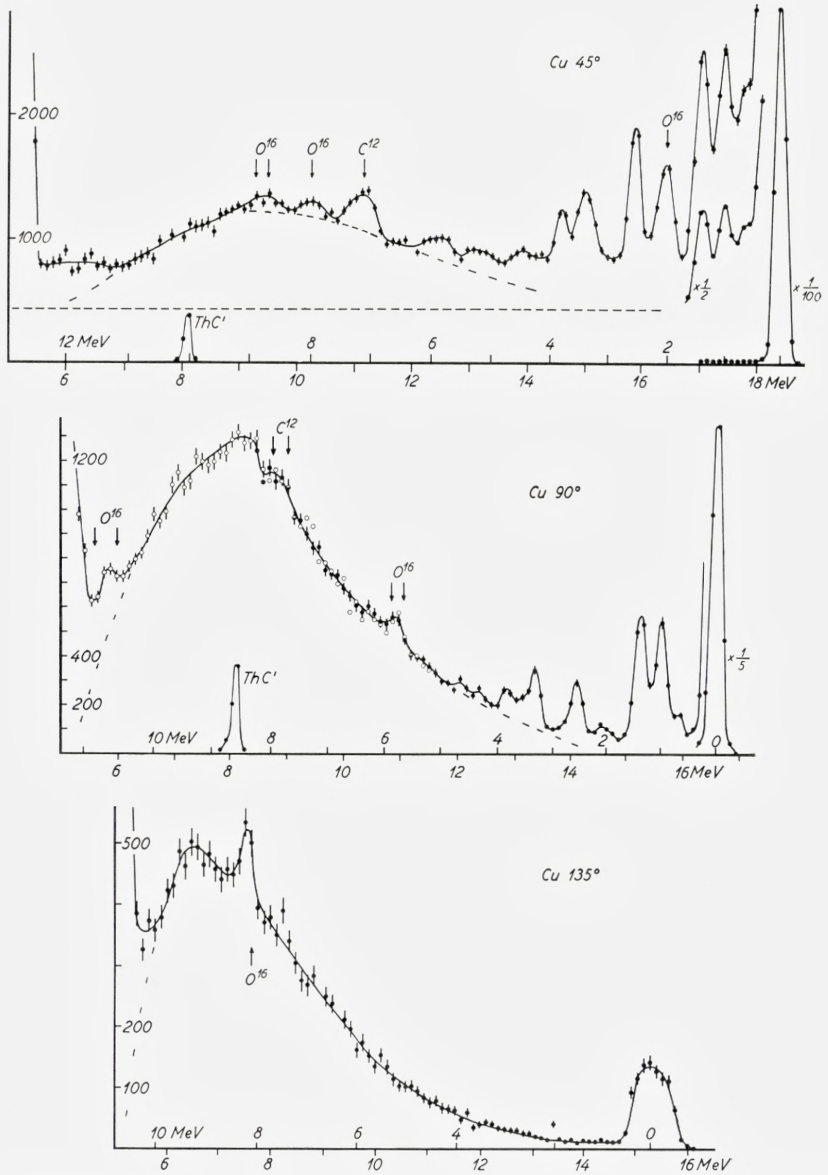 Cu 45°
2000
O¹⁶ O¹⁶ C¹² O¹⁶
1000
×1/2 ×1/100
ThC'
12 MeV 8 6 4 2
6 8 10 12 14 16 18 MeV
C¹²
1200
Cu 90°
O¹⁶
O¹⁶
400
ThC' ×1/5
200
10 MeV 8 6 4 2 0
6 8 10 12 14 16 MeV
500
Cu 135°
O¹⁶
200
100
10 MeV 8 6 4 0
6 8 10 12 14 16 MeV